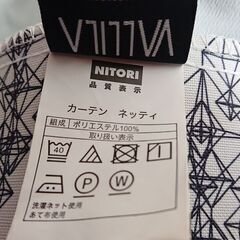 VALLILA
NITORI
品質表示
カーテン ネッティ
組成 ポリエステル100%
取り扱い表示
40
P W
洗濯ネット使用
あて布使用